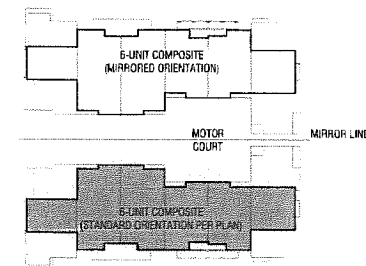 6-UNIT COMPOSITE
(MIRRORED ORIENTATION)
MOTOR
COURT
MIRROR LINE
6-UNIT COMPOSITE
(STANDARD ORIENTATION PER PLAN)